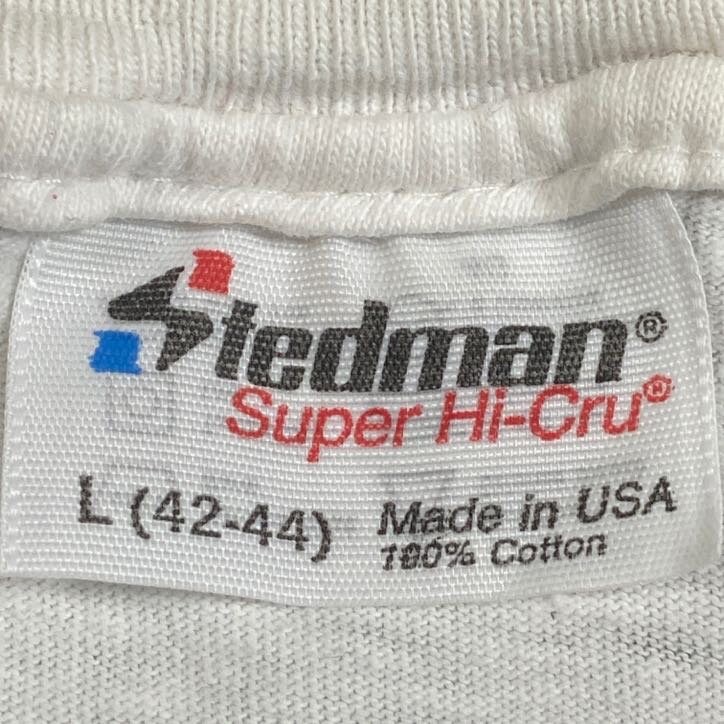 Stedman®
Super Hi-Cru®
L (42-44)
Made in USA
100% Cotton